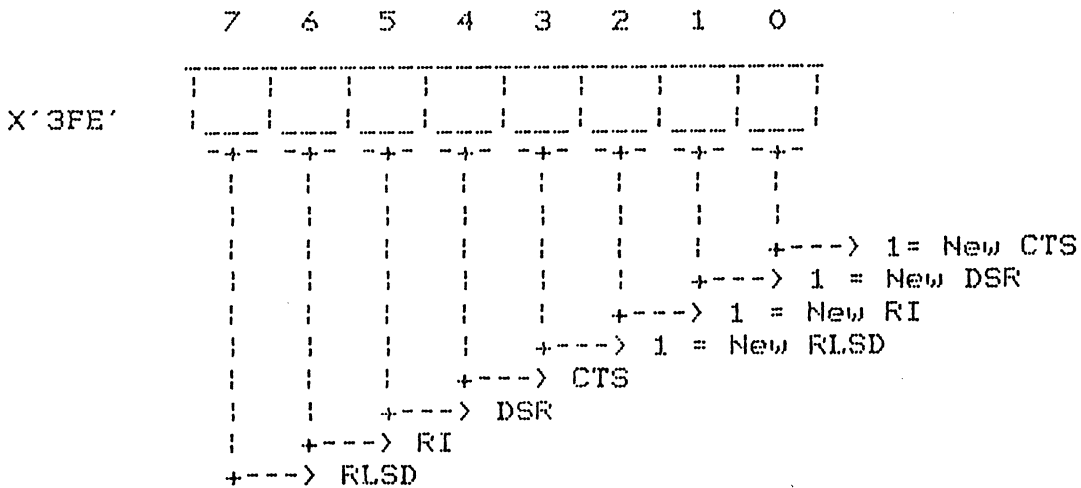 7 6 5 4 3 2 1 0
X'3FE'
+---> 1= New CTS
+---> 1 = New DSR
+---> 1 = New RI
+---> 1 = New RLSD
+---> CTS
+---> DSR
+---> RI
+---> RLSD